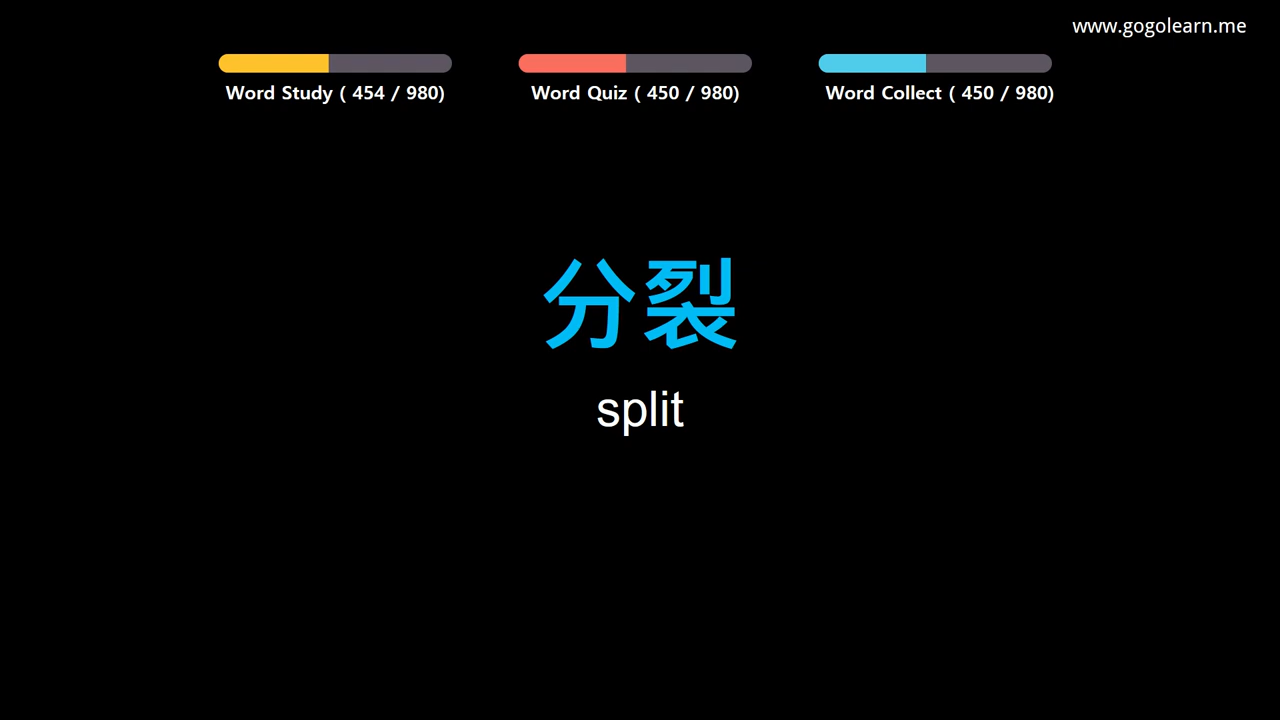 www.gogolearn.me
Word Study ( 454 / 980)
Word Quiz ( 450 / 980)
Word Collect ( 450 / 980)
分裂
split